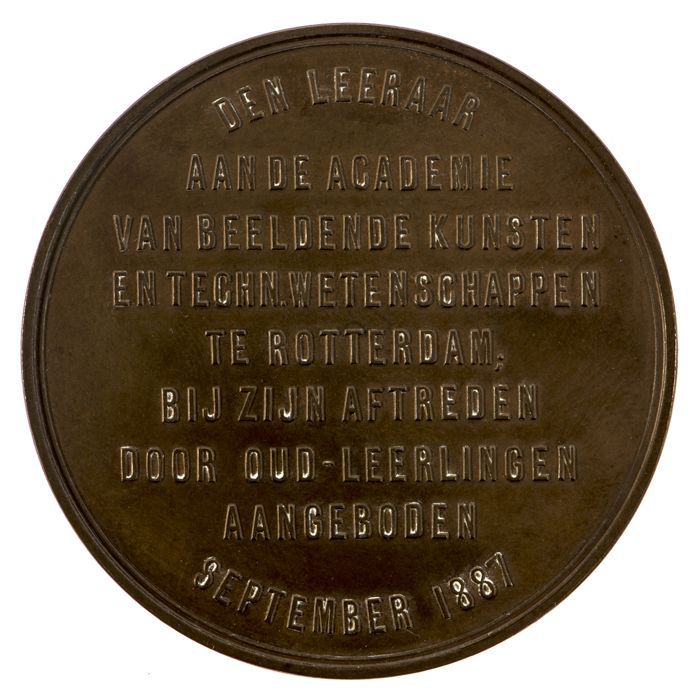 DEN LEERAAR
AAN DE ACADEMIE
VAN BEELDENDE KUNSTEN
EN TECHN. WETENSCHAPPEN
TE ROTTERDAM,
BIJ ZIJN AFTREDEN
DOOR OUD-LEERLINGEN
AANGEBODEN
SEPTEMBER 1887